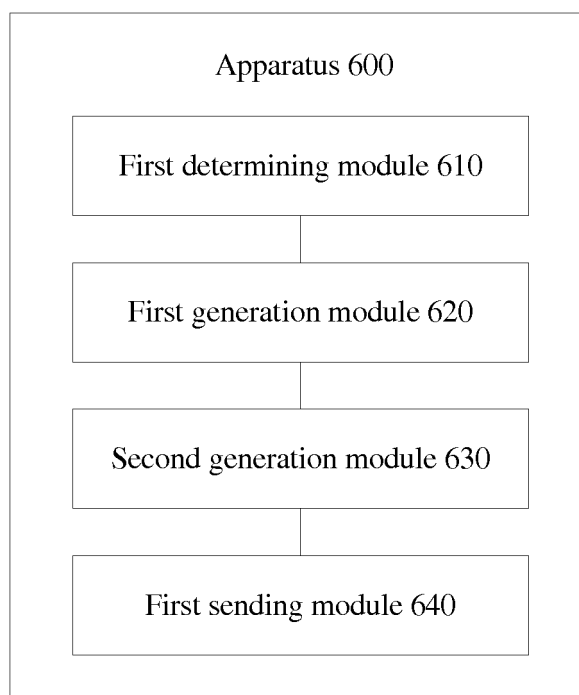 Apparatus 600
First determining module 610
First generation module 620
Second generation module 630
First sending module 640